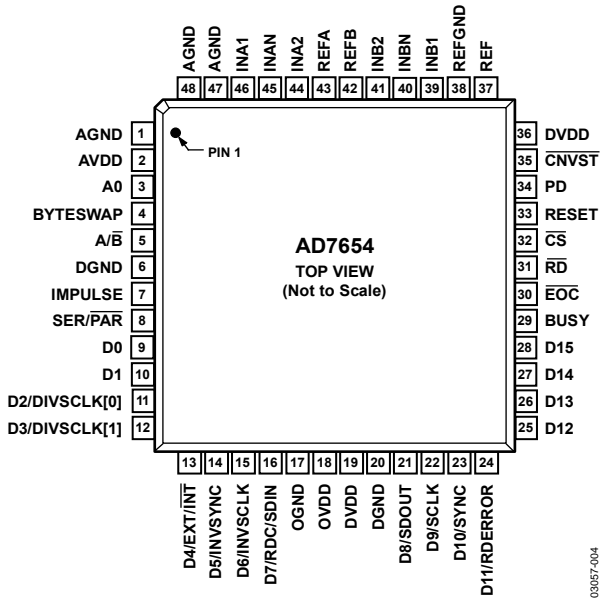 AGND
AGND
INA1
INAN
INA2
REFA
REFB
INB2
INBN
INB1
REFGND
REF
48 47 46 45 44 43 42 41 40 39 38 37
AGND 1
AVDD 2
A0 3
BYTESWAP 4
A/B̅ 5
DGND 6
IMPULSE 7
SER/P̅A̅R̅ 8
D0 9
D1 10
D2/DIVSCLK[0] 11
D3/DIVSCLK[1] 12
PIN 1
AD7654
TOP VIEW
(Not to Scale)
36 DVDD
35 C̅N̅V̅S̅T̅
34 PD
33 RESET
32 C̅S̅
31 R̅D̅
30 E̅O̅C̅
29 BUSY
28 D15
27 D14
26 D13
25 D12
13 14 15 16 17 18 19 20 21 22 23 24
D4/EXT/I̅N̅T̅
D5/INVSYNC
D6/INVSCLK
D7/RDC/SDIN
OGND
OVDD
DVDD
DGND
D8/SDOUT
D9/SCLK
D10/SYNC
D11/RDERROR
03057-004